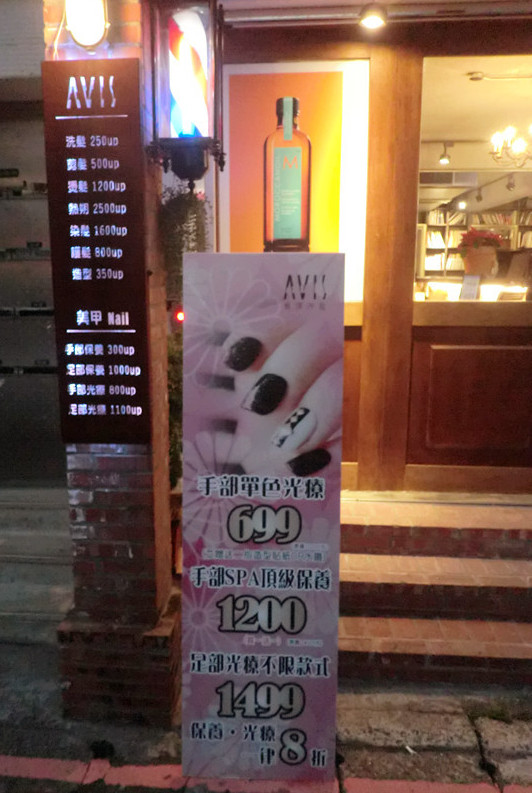 AVIS
洗髮 250up
剪髮 500up
燙髮 1200up
熱塑 2500up
染髮 1600up
護髮 800up
造型 350up
美甲 Nail
手部保養 300up
足部保養 1000up
手部光療 800up
足部光療 1100up
AVIS
手部單色光療
699
手部SPA頂級保養
1200
足部光療不限款式
1499
保養·光療
一律8折
M